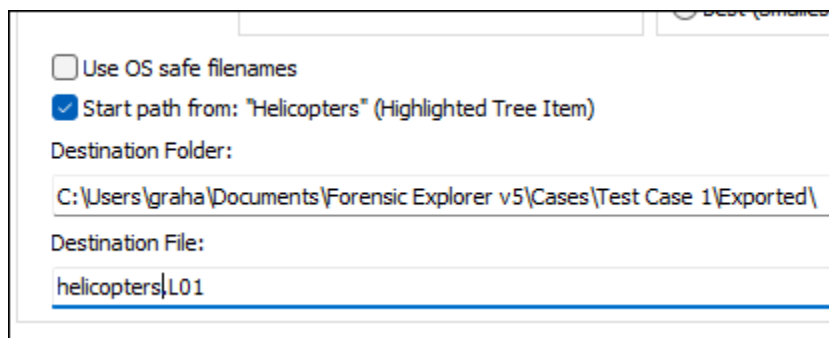 Use OS safe filenames
Start path from: "Helicopters" (Highlighted Tree Item)
Destination Folder:
C:\Users\graha\Documents\Forensic Explorer v5\Cases\Test Case 1\Exported\
Destination File:
helicopters.L01